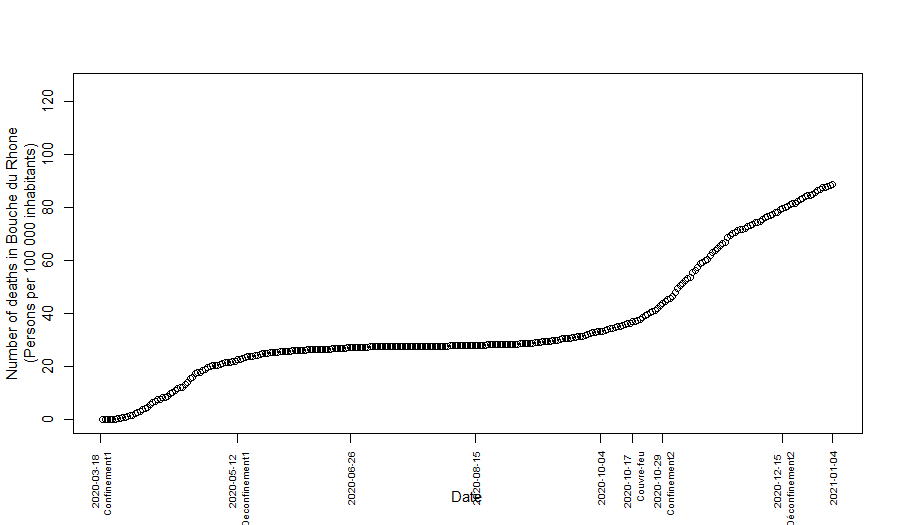 Number of deaths in Bouche du Rhone
(Persons per 100 000 inhabitants)
120
100
80
60
40
20
0
2020-03-18
Confinement1
2020-05-12
Déconfinement1
2020-06-26
2020-08-15
2020-10-04
2020-10-17
Couvre-feu
2020-10-29
Confinement2
2020-12-15
Déconfinement2
2021-01-04
Date